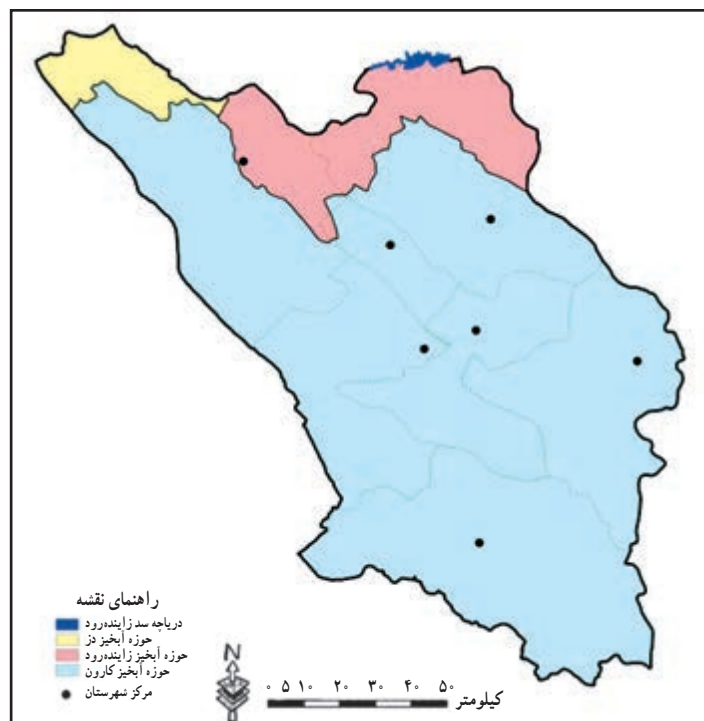 راهنمای نقشه
دریاچه سد زاینده‌رود
حوزه آبخیز دز
حوزه آبخیز زاینده‌رود
حوزه آبخیز کارون
مرکز شهرستان
N
۰ ۵ ۱۰ ۲۰ ۳۰ ۴۰ ۵۰
کیلومتر